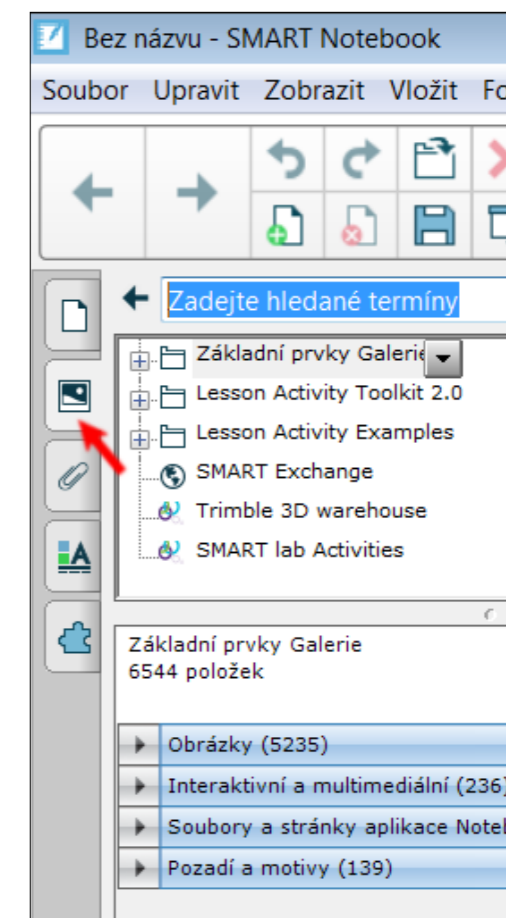 Bez názvu - SMART Notebook
Soubor Upravit Zobrazit Vložit Fo
Zadejte hledané termíny
Základní prvky Galerie
Lesson Activity Toolkit 2.0
Lesson Activity Examples
SMART Exchange
Trimble 3D warehouse
SMART lab Activities
A
Základní prvky Galerie
6544 položek
Obrázky (5235)
Interaktivní a multimediální (236)
Soubory a stránky aplikace Noteb
Pozadí a motivy (139)